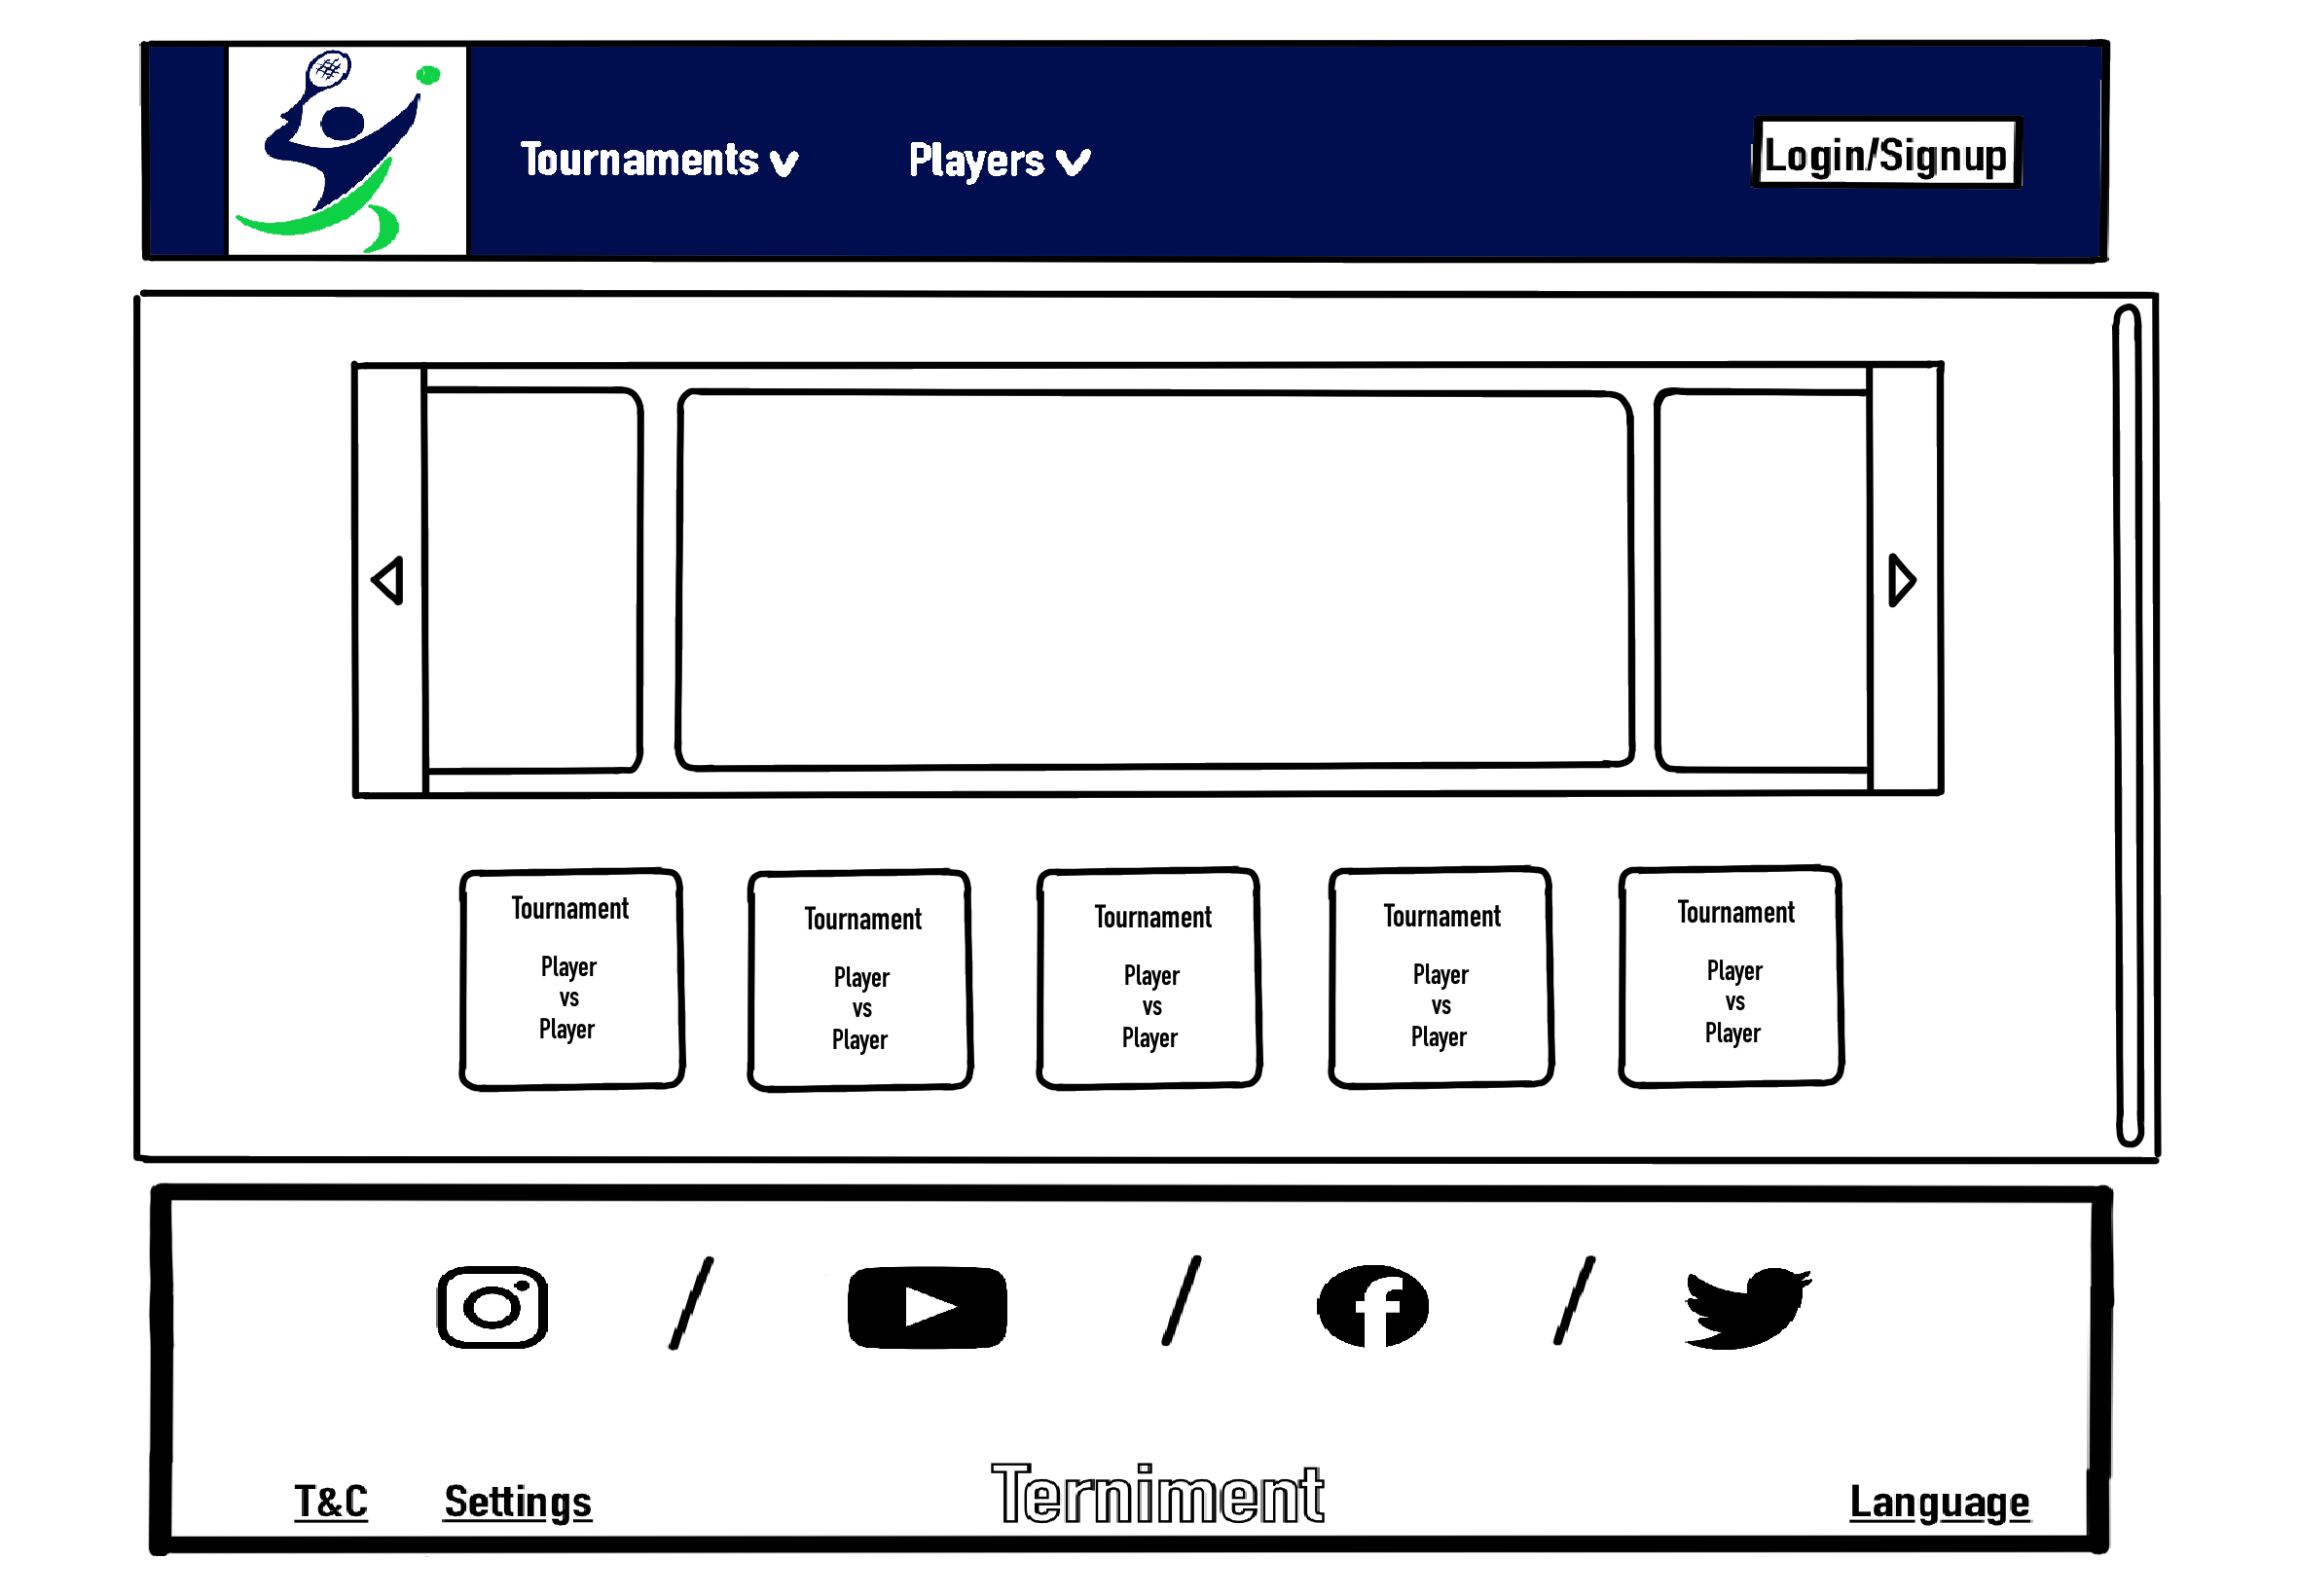 Tournaments
Players
Login/Signup
Tournament
Player
vs
Player
Tournament
Player
vs
Player
Tournament
Player
vs
Player
Tournament
Player
vs
Player
Tournament
Player
vs
Player
T&C
Settings
Terniment
Language